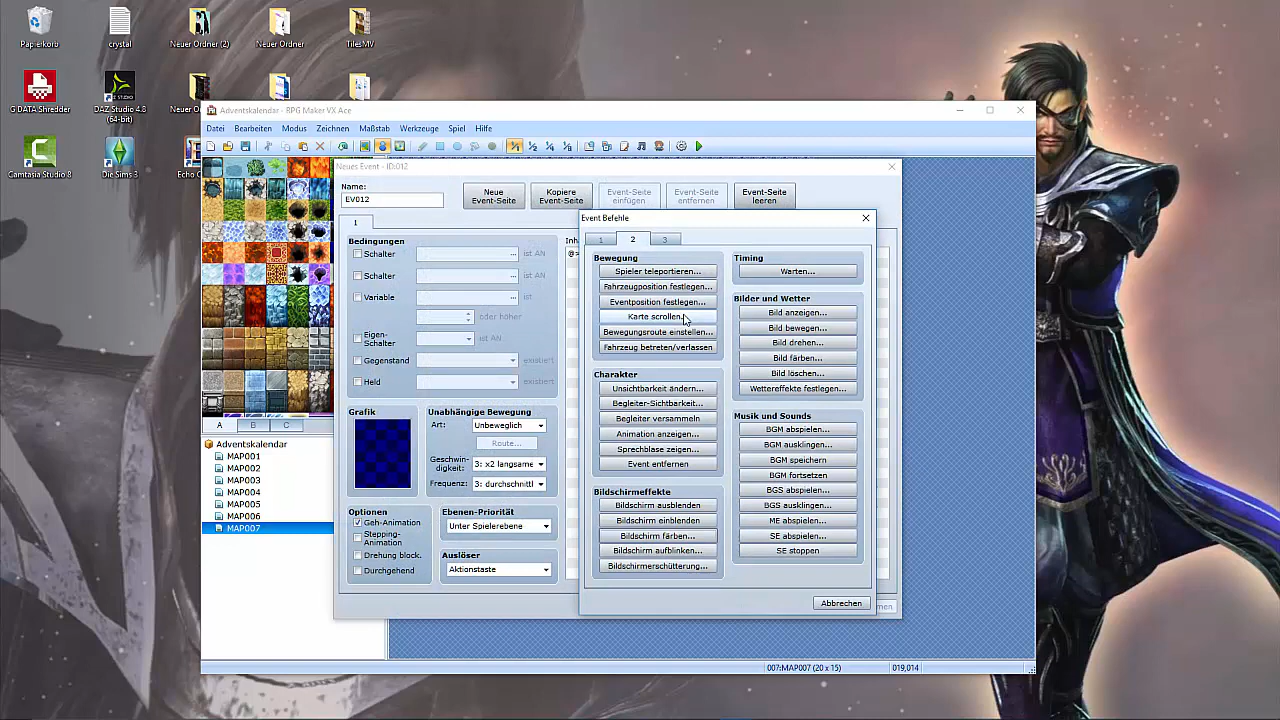 Papierkorb
crystal
Neuer Ordner (2)
Neuer Ordner
TilesMV
G DATA Shredder
DAZ Studio 4.8
(64-bit)
Camtasia Studio 8
Die Sims 3
Adventskalendar - RPG Maker VX Ace
Datei Bearbeiten Modus Zeichnen Maßstab Werkzeuge Spiel Hilfe
Neues Event - ID:012
Name:
EV012
Neue
Event-Seite
Kopiere
Event-Seite
Event-Seite
einfügen
Event-Seite
entfernen
Event-Seite
leeren
1
Bedingungen
Schalter ... ist AN
Schalter ... ist AN
Variable ... ist
oder höher
Eigen-
Schalter ist AN
Gegenstand existiert
Held existiert
Grafik
Unabhängige Bewegung
Art: Unbeweglich
Route...
Geschwin-
digkeit: 3: x2 langsame
Frequenz: 3: durchschnittl
Optionen
Geh-Animation
Stepping-
Animation
Drehung block.
Durchgehend
Ebenen-Priorität
Unter Spielerebene
Auslöser
Aktionstaste
Event Befehle
1 2 3
Bewegung
Spieler teleportieren...
Fahrzeugposition festlegen...
Eventposition festlegen...
Karte scrollen...
Bewegungsroute einstellen...
Fahrzeug betreten/verlassen
Charakter
Unsichtbarkeit ändern...
Begleiter-Sichtbarkeit...
Begleiter versammeln
Animation anzeigen...
Sprechblase zeigen...
Event entfernen
Bildschirmeffekte
Bildschirm ausblenden
Bildschirm einblenden
Bildschirm färben...
Bildschirm aufblinken...
Bildschirmerschütterung...
Timing
Warten...
Bilder und Wetter
Bild anzeigen...
Bild bewegen...
Bild drehen...
Bild färben...
Bild löschen...
Wettereffekte festlegen...
Musik und Sounds
BGM abspielen...
BGM ausklingen...
BGM speichern
BGM fortsetzen
BGS abspielen...
BGS ausklingen...
ME abspielen...
SE abspielen...
SE stoppen
Abbrechen
A B C
Adventskalendar
MAP001
MAP002
MAP003
MAP004
MAP005
MAP006
MAP007
007:MAP007 (20 x 15) 019,014